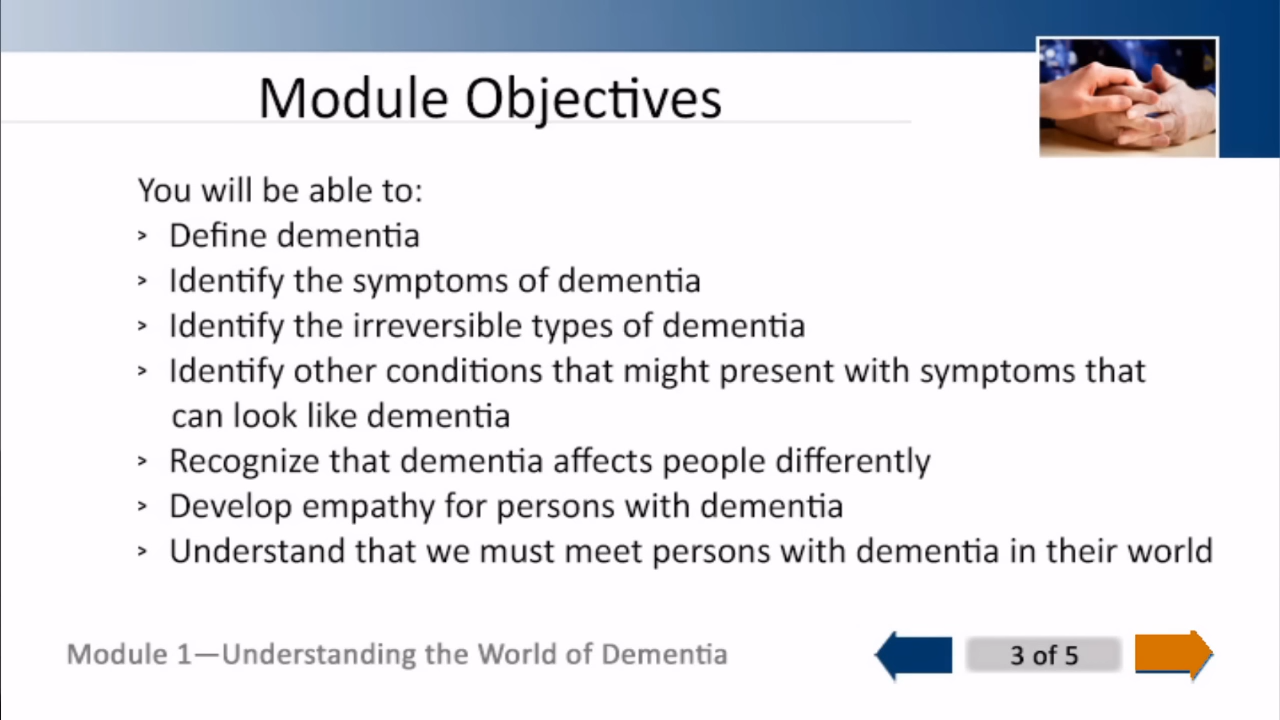 Module Objectives
You will be able to:
> Define dementia
> Identify the symptoms of dementia
> Identify the irreversible types of dementia
> Identify other conditions that might present with symptoms that
can look like dementia
> Recognize that dementia affects people differently
> Develop empathy for persons with dementia
> Understand that we must meet persons with dementia in their world
Module 1—Understanding the World of Dementia
3 of 5